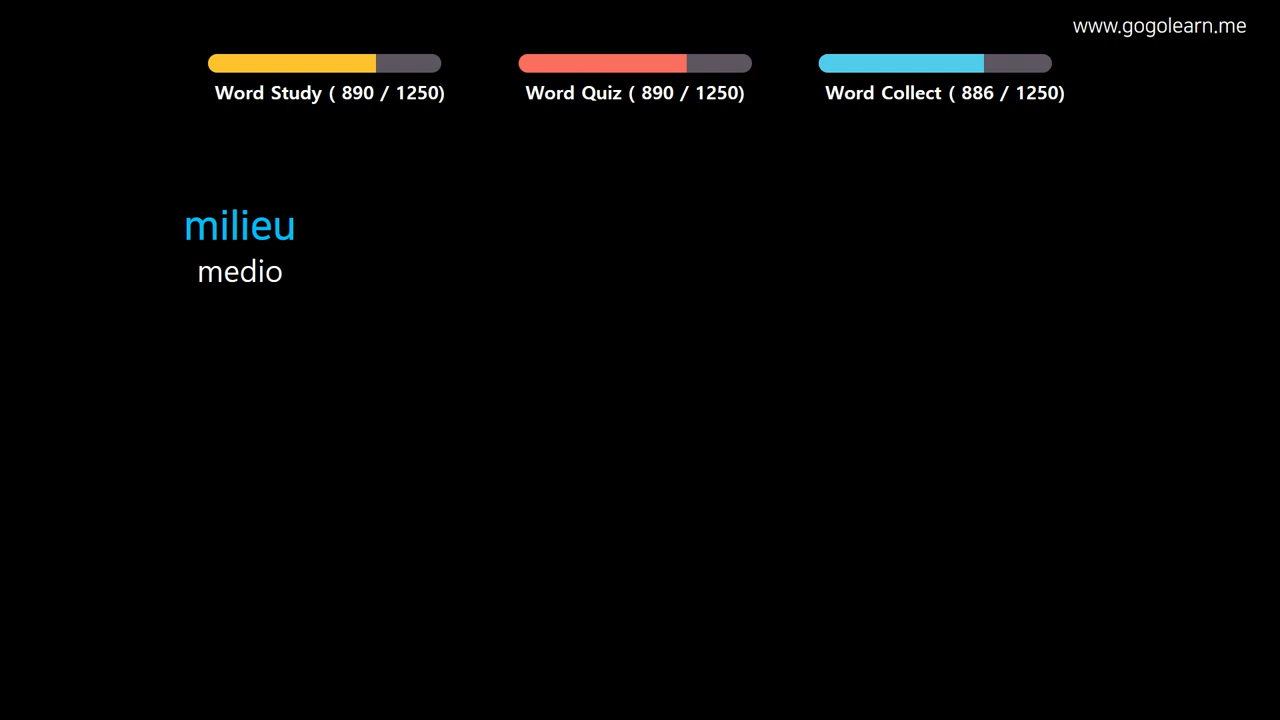 www.gogolearn.me
Word Study ( 890 / 1250)
Word Quiz ( 890 / 1250)
Word Collect ( 886 / 1250)
milieu
medio